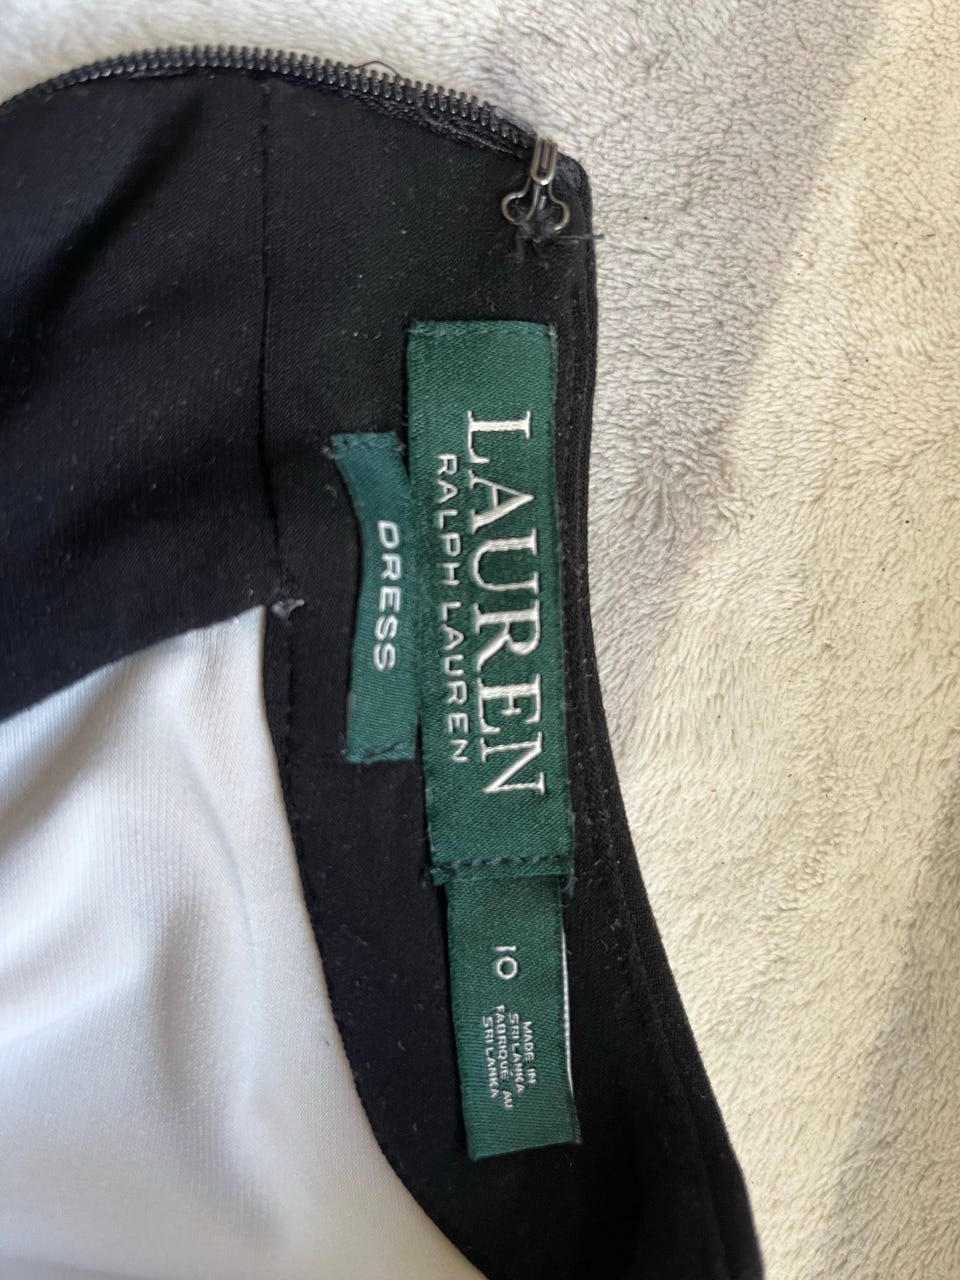 LAUREN
RALPH LAUREN
DRESS
10
MADE IN
SRI LANKA
FABRIQUÉ AU
SRI LANKA